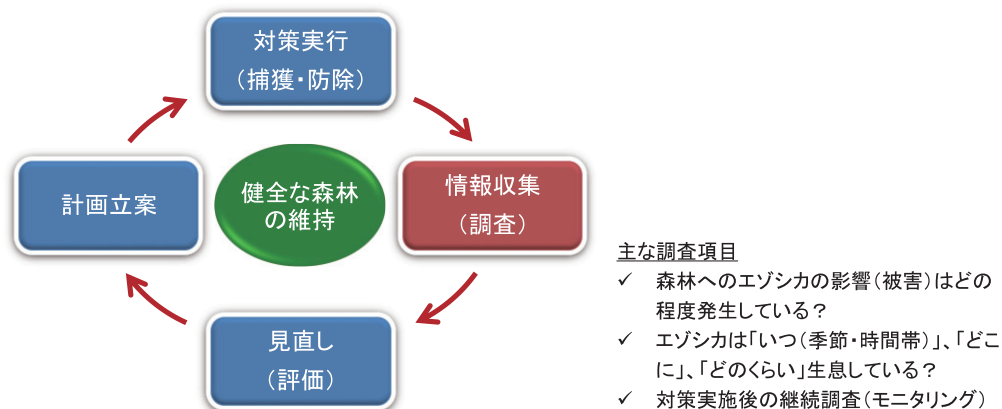 対策実行
（捕獲・防除）
計画立案
健全な森林
の維持
情報収集
（調査）
見直し
（評価）
主な調査項目
✓ 森林へのエゾシカの影響（被害）はどの
程度発生している？
✓ エゾシカは「いつ（季節・時間帯）」、「どこ
に」、「どのくらい」生息している？
✓ 対策実施後の継続調査（モニタリング）